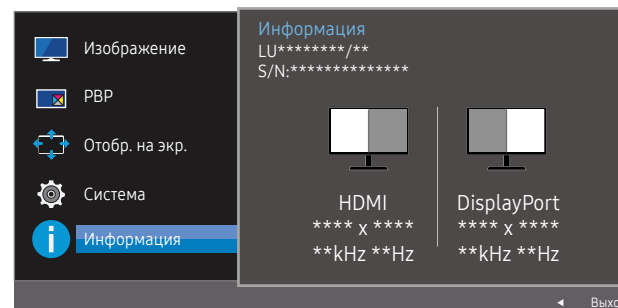 Изображение
PBP
Отобр. на экр.
Система
Информация
Информация
LU********/**
S/N:**************
HDMI
**** x ****
**kHz **Hz
DisplayPort
**** x ****
**kHz **Hz